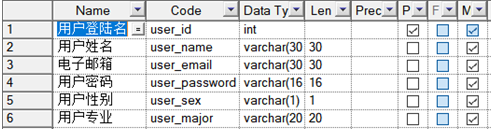 Name Code Data Ty Len Prec P F M
1 用户登陆名 = user_id int
2 用户姓名 user_name varchar(30 30
3 电子邮箱 user_email varchar(30 30
4 用户密码 user_password varchar(16 16
5 用户性别 user_sex varchar(1) 1
6 用户专业 user_major varchar(20 20